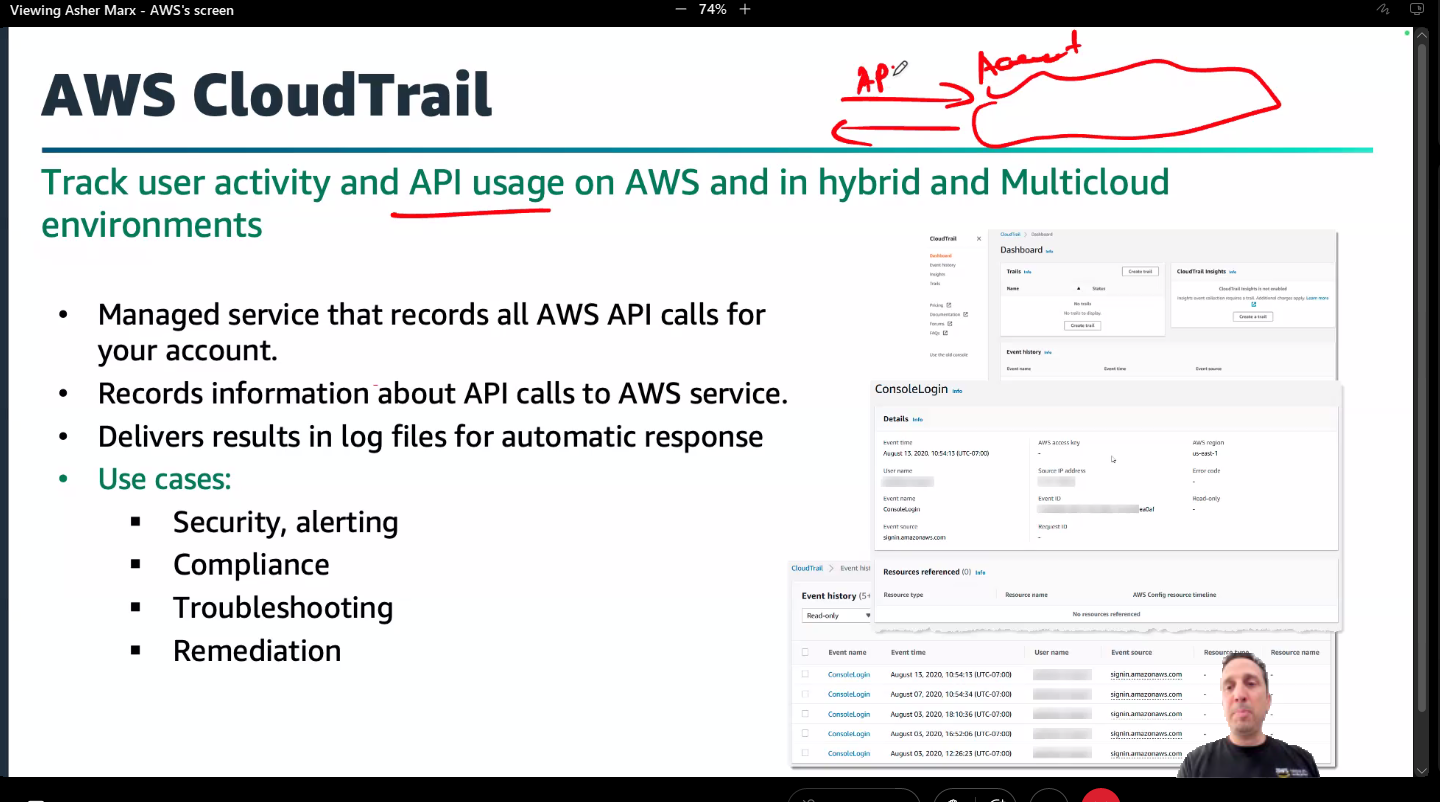 Viewing Asher Marx - AWS's screen
74%
AWS CloudTrail
API
Account
Track user activity and API usage on AWS and in hybrid and Multicloud
environments
Managed service that records all AWS API calls for
your account.
Records information about API calls to AWS service.
Delivers results in log files for automatic response
Use cases:
Security, alerting
Compliance
Troubleshooting
Remediation
CloudTrail
Dashboard
Event history
Insights
Trails
Pricing
Documentation
Forums
FAQs
Use the old console
CloudTrail > Dashboard
Dashboard Info
Trails Info
Create trail
Name Status
No trails
No trails to display.
Create trail
CloudTrail Insights Info
CloudTrail Insights is not enabled
Insights event collection requires a trail. Additional charges apply. Learn more
Create a trail
Event history Info
Event name Event time Event source
ConsoleLogin Info
Details Info
Event time AWS access key AWS region
August 13, 2020, 10:54:13 (UTC-07:00) - us-east-1
User name Source IP address Error code
-
Event name Event ID Read-only
ConsoleLogin ea0af -
Event source Request ID
signin.amazonaws.com -
Resources referenced (0) Info
Resource type Resource name AWS Config resource timeline
No resources referenced
CloudTrail > Event hist
Event history (5+
Read-only
Event name Event time User name Event source Resource type Resource name
ConsoleLogin August 13, 2020, 10:54:13 (UTC-07:00) signin.amazonaws.com - -
ConsoleLogin August 07, 2020, 10:54:34 (UTC-07:00) signin.amazonaws.com - -
ConsoleLogin August 03, 2020, 18:10:36 (UTC-07:00) signin.amazonaws.com -
ConsoleLogin August 03, 2020, 16:52:06 (UTC-07:00) signin.amazonaws.com
ConsoleLogin August 03, 2020, 12:26:23 (UTC-07:00) signin.amazonaws.com
aws